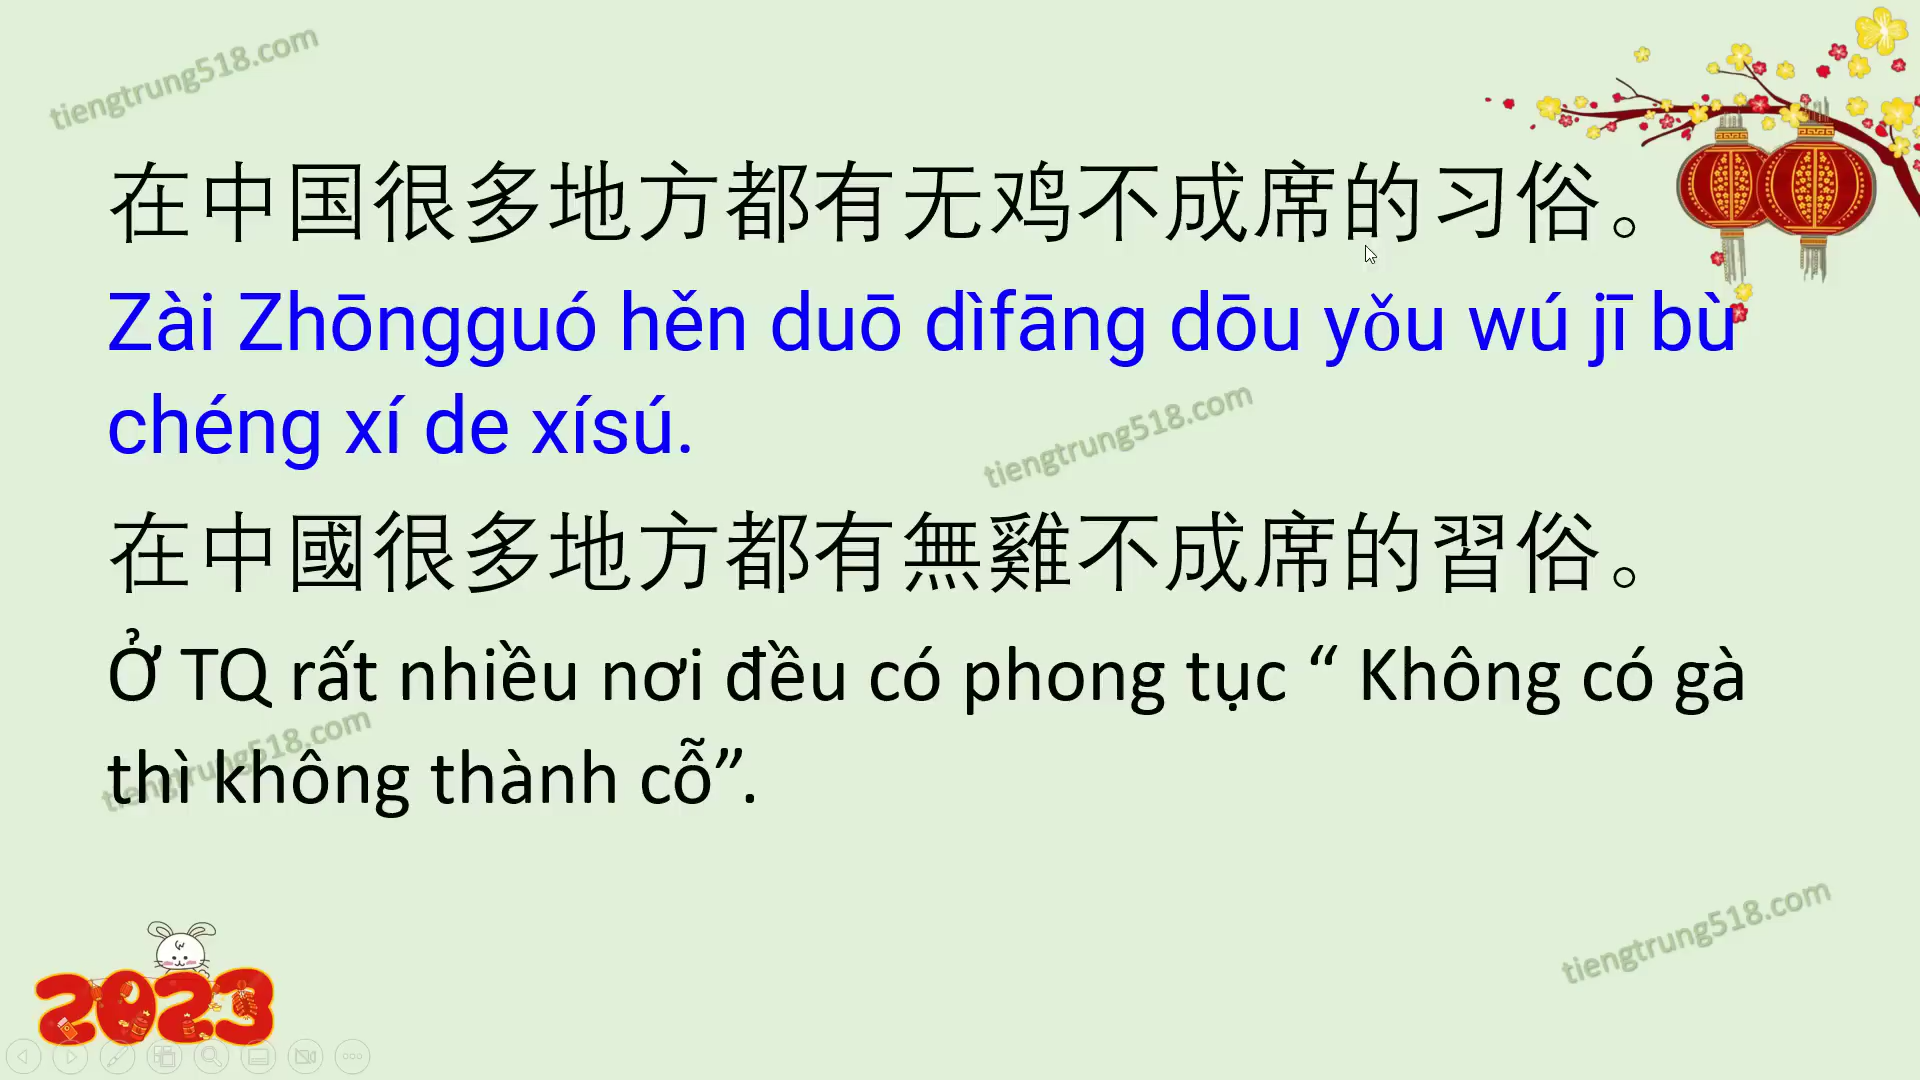 tiengtrung518.com
在中国很多地方都有无鸡不成席的习俗。
Zài Zhōngguó hěn duō dìfāng dōu yǒu wú jī bù
chéng xí de xísú.
tiengtrung518.com
在中國很多地方都有無雞不成席的習俗。
Ở TQ rất nhiều nơi đều có phong tục “ Không có gà
thì không thành cỗ”.
tiengtrung518.com
tiengtrung518.com
2023